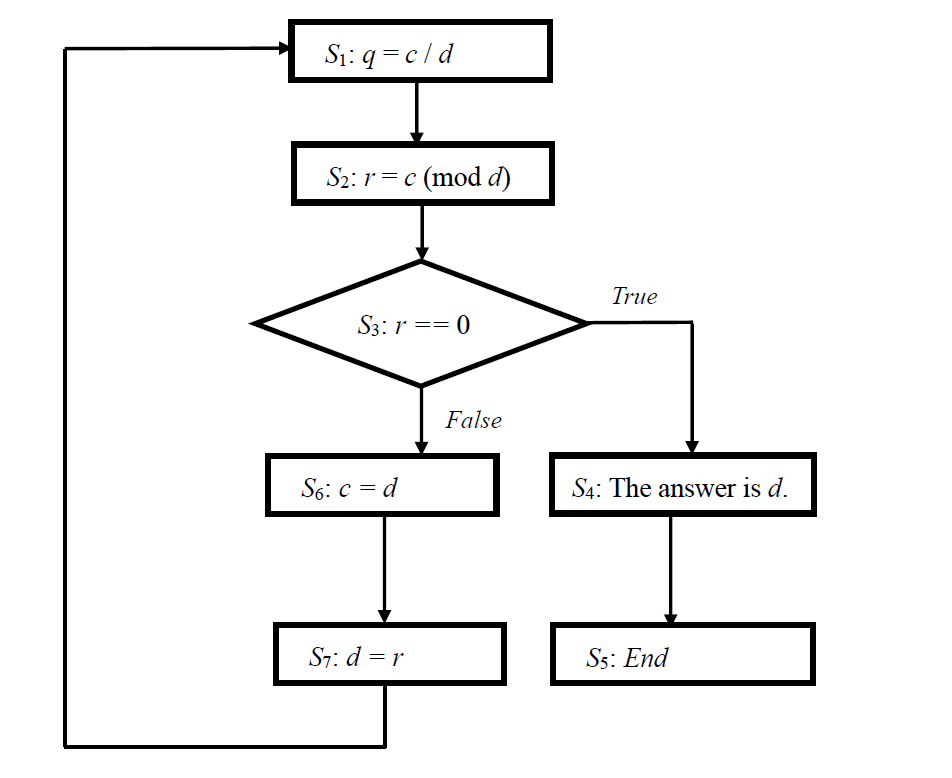 S₁: q = c / d
S₂: r = c (mod d)
S₃: r == 0
True
False
S₆: c = d
S₄: The answer is d.
S₇: d = r
S₅: End